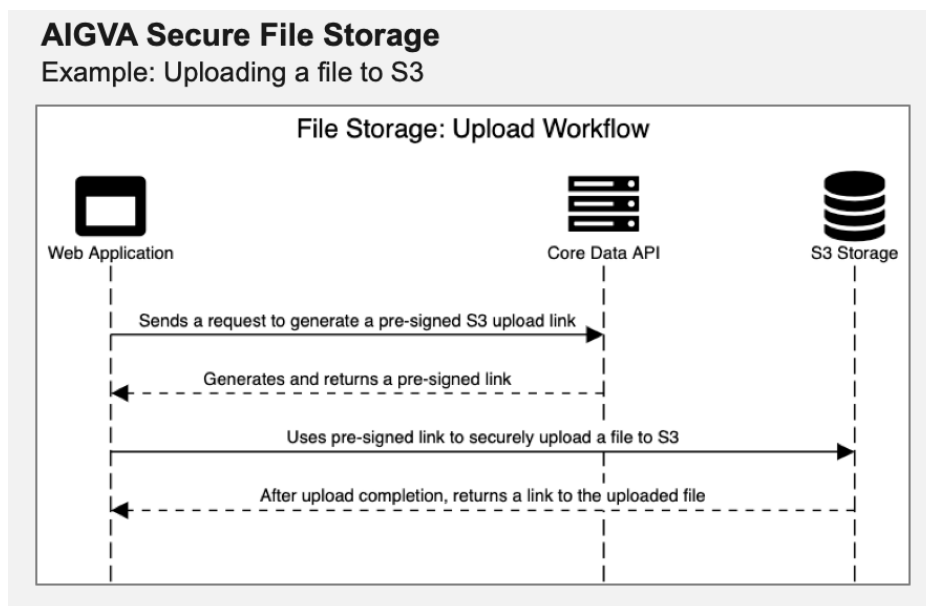 AIGVA Secure File Storage
Example: Uploading a file to S3
File Storage: Upload Workflow
Web Application
Core Data API
S3 Storage
Sends a request to generate a pre-signed S3 upload link
Generates and returns a pre-signed link
Uses pre-signed link to securely upload a file to S3
After upload completion, returns a link to the uploaded file